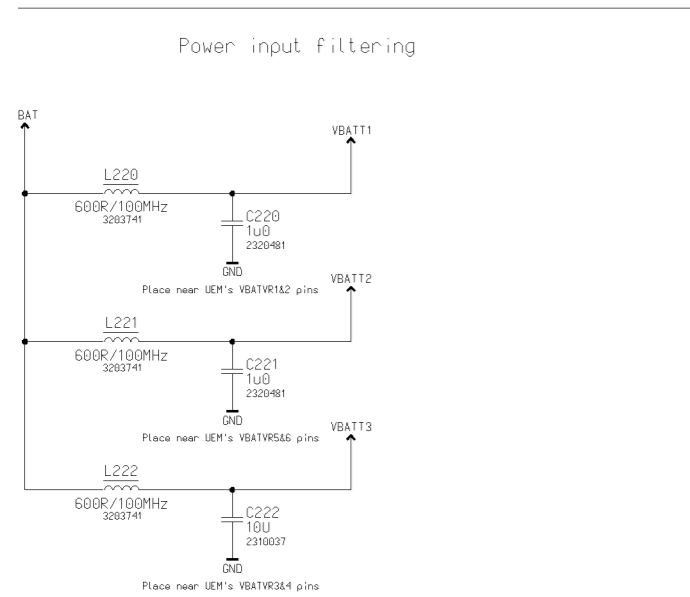 Power input filtering
BAT
VBATT1
L220
600R/100MHz
3203741
C220
1u0
2320481
GND
Place near UEM's VBATVR1&2 pins
VBATT2
L221
600R/100MHz
3203741
C221
1u0
2320481
GND
Place near UEM's VBATVR5&6 pins
VBATT3
L222
600R/100MHz
3203741
C222
10U
2310037
GND
Place near UEM's VBATVR3&4 pins